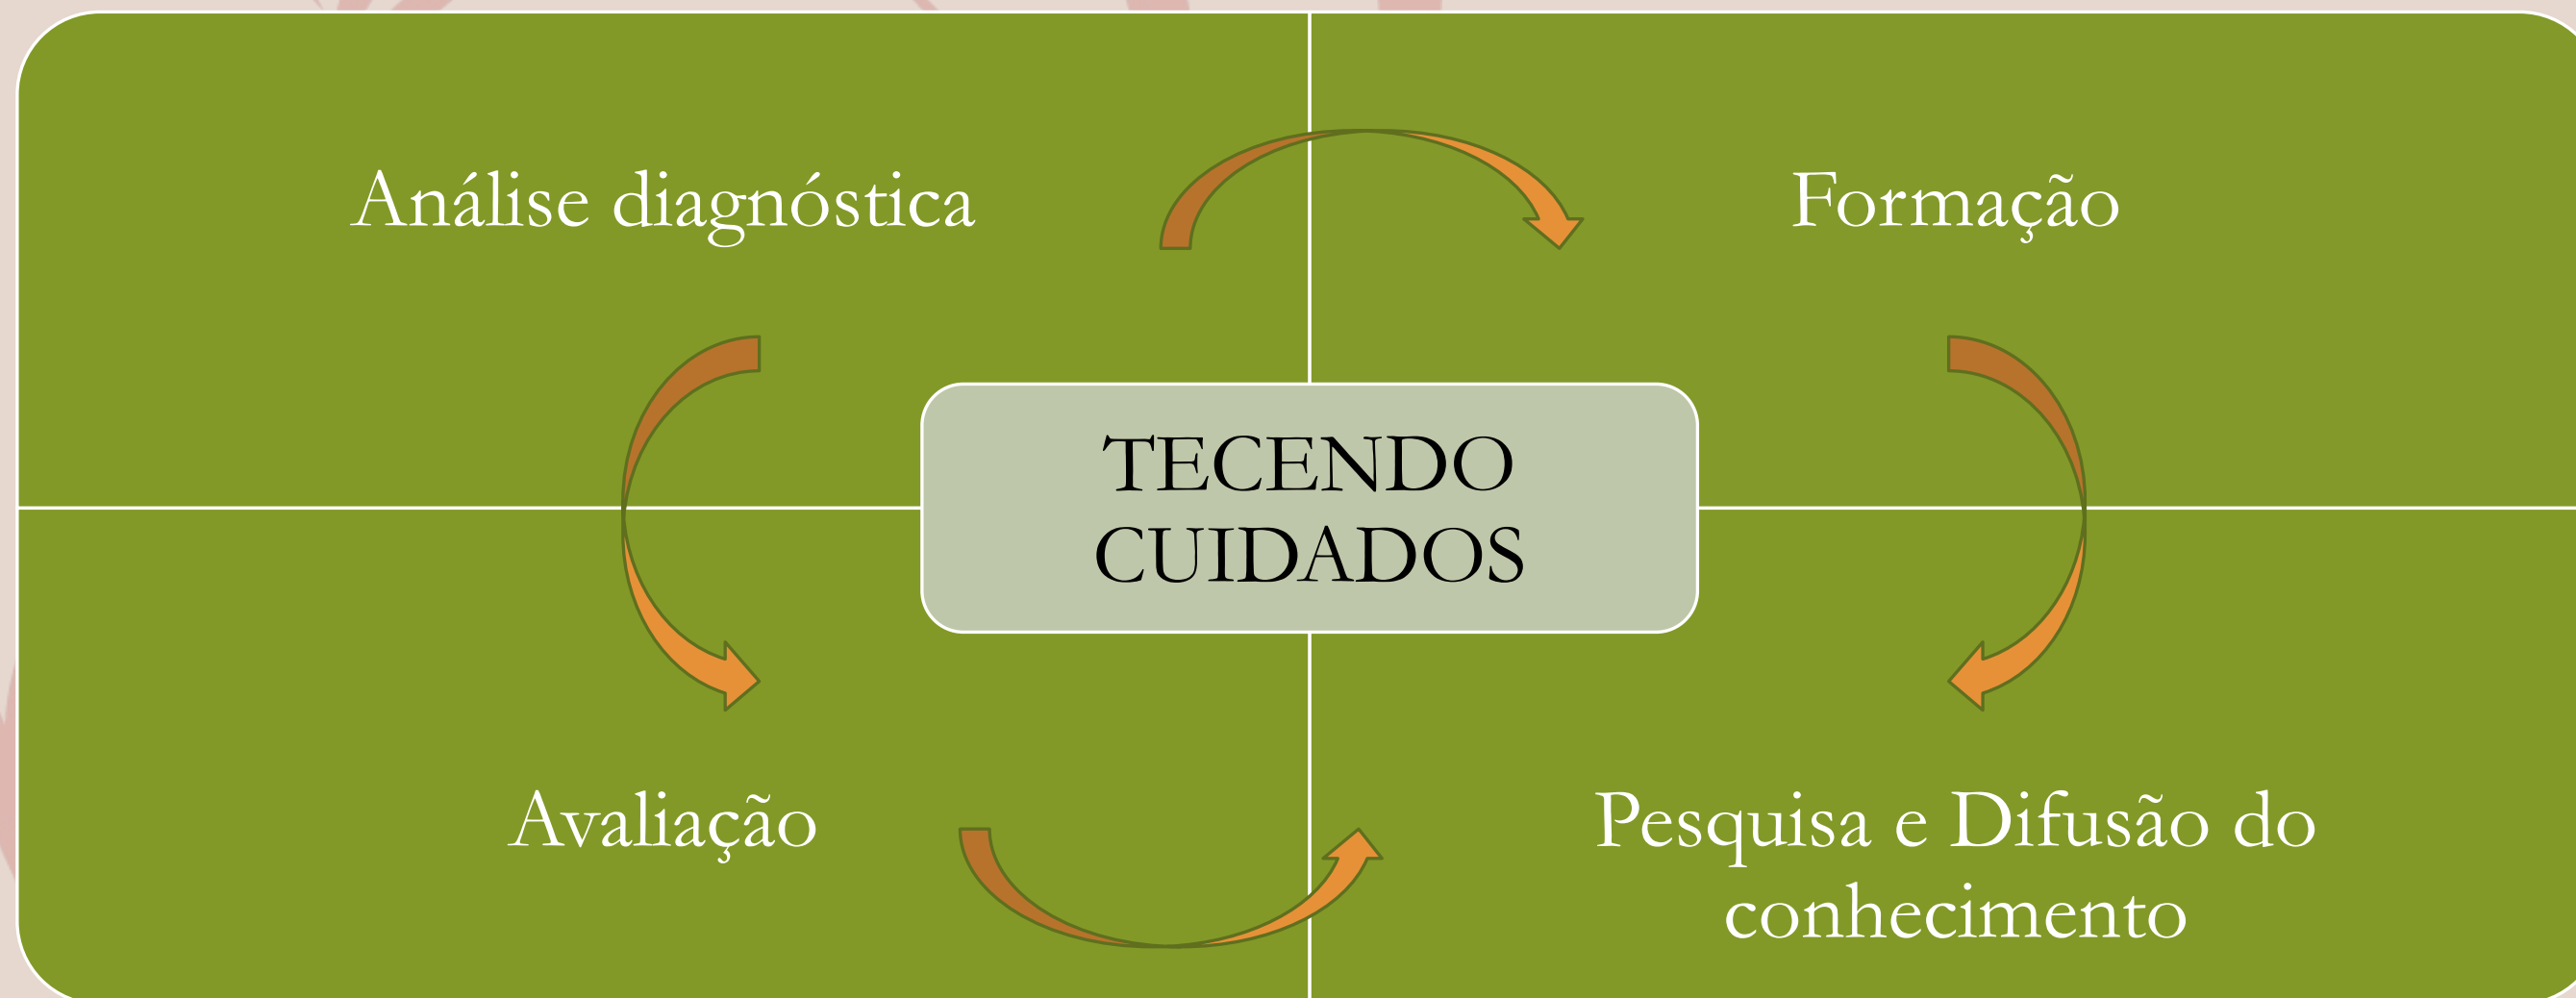 Análise diagnóstica
Formação
TECENDO
CUIDADOS
Avaliação
Pesquisa e Difusão do
conhecimento